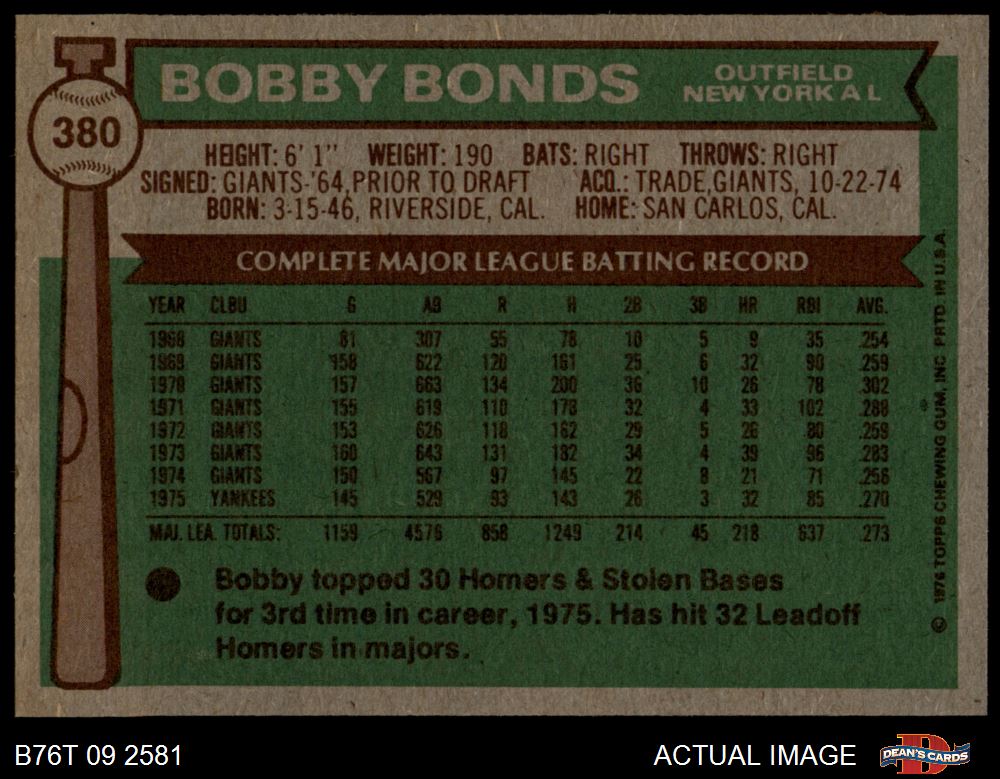 BOBBY BONDS
OUTFIELD
NEW YORK A L
380
HEIGHT: 6' 1" WEIGHT: 190 BATS: RIGHT THROWS: RIGHT
SIGNED: GIANTS-'64, PRIOR TO DRAFT ACQ.: TRADE, GIANTS, 10-22-74
BORN: 3-15-46, RIVERSIDE, CAL. HOME: SAN CARLOS, CAL.
COMPLETE MAJOR LEAGUE BATTING RECORD
YEAR CLBU G AB R H 2B 3B HR RBI AVG.
1968 GIANTS 81 307 55 78 10 5 9 35 .254
1969 GIANTS 158 622 120 161 25 6 32 90 .259
1970 GIANTS 157 663 134 200 36 10 26 78 .302
1971 GIANTS 155 619 110 178 32 4 33 102 .288
1972 GIANTS 153 626 118 162 29 5 26 80 .259
1973 GIANTS 160 643 131 182 34 4 39 96 .283
1974 GIANTS 150 567 97 145 22 8 21 71 .256
1975 YANKEES 145 529 93 143 26 3 32 85 .270
MAJ. LEA. TOTALS: 1159 4576 858 1249 214 45 218 637 .273
Bobby topped 30 Homers & Stolen Bases
for 3rd time in career, 1975. Has hit 32 Leadoff
Homers in majors.
© 1976 TOPPS CHEWING GUM, INC. PRTD. IN U.S.A.
B76T 09 2581
ACTUAL IMAGE
DEAN'S CARDS